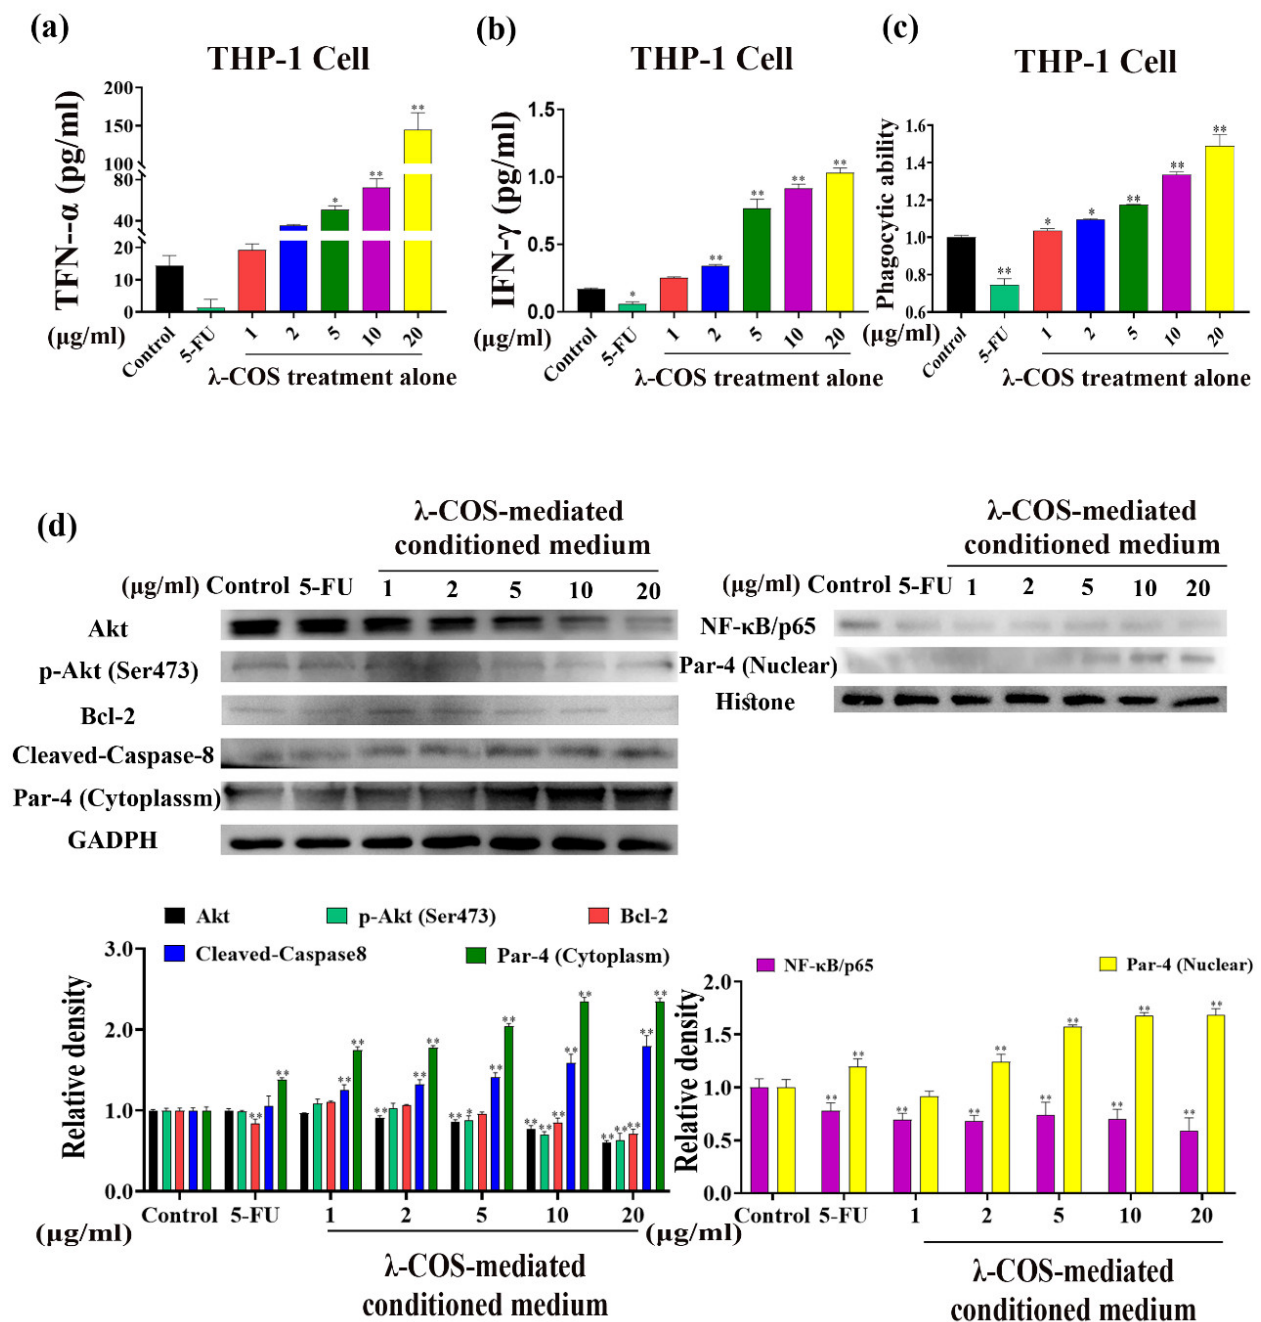 (a)
THP-1 Cell
TFN--α (pg/ml)
200
150
100
80
40
20
10
0
**
*
**
(μg/ml)
Control
5-FU
1
2
5
10
20
λ-COS treatment alone
(b)
THP-1 Cell
IFN-γ (pg/ml)
1.5
1.0
0.5
0.0
*
**
**
**
**
(μg/ml)
Control
5-FU
1
2
5
10
20
λ-COS treatment alone
(c)
THP-1 Cell
Phagocytic ability
1.6
1.4
1.2
1.0
0.8
0.6
**
*
*
**
**
**
(μg/ml)
Control
5-FU
1
2
5
10
20
λ-COS treatment alone
(d)
λ-COS-mediated
conditioned medium
(μg/ml) Control 5-FU 1 2 5 10 20
Akt
p-Akt (Ser473)
Bcl-2
Cleaved-Caspase-8
Par-4 (Cytoplassm)
GADPH
λ-COS-mediated
conditioned medium
(μg/ml) Control 5-FU 1 2 5 10 20
NF-κB/p65
Par-4 (Nuclear)
Histone
Akt p-Akt (Ser473) Bcl-2
Cleaved-Caspase8 Par-4 (Cytoplasm)
Relative density
3.0
2.0
1.0
0.0
** **
** **
** ** **
** * ** **
** ** ** ** **
** ** ** ** **
Control 5-FU 1 2 5 10 20
(μg/ml)
λ-COS-mediated
conditioned medium
NF-κB/p65 Par-4 (Nuclear)
Relative density
2.0
1.5
1.0
0.5
0.0
** **
**
** **
** **
** **
** **
Control 5-FU 1 2 5 10 20
(μg/ml)
λ-COS-mediated
conditioned medium